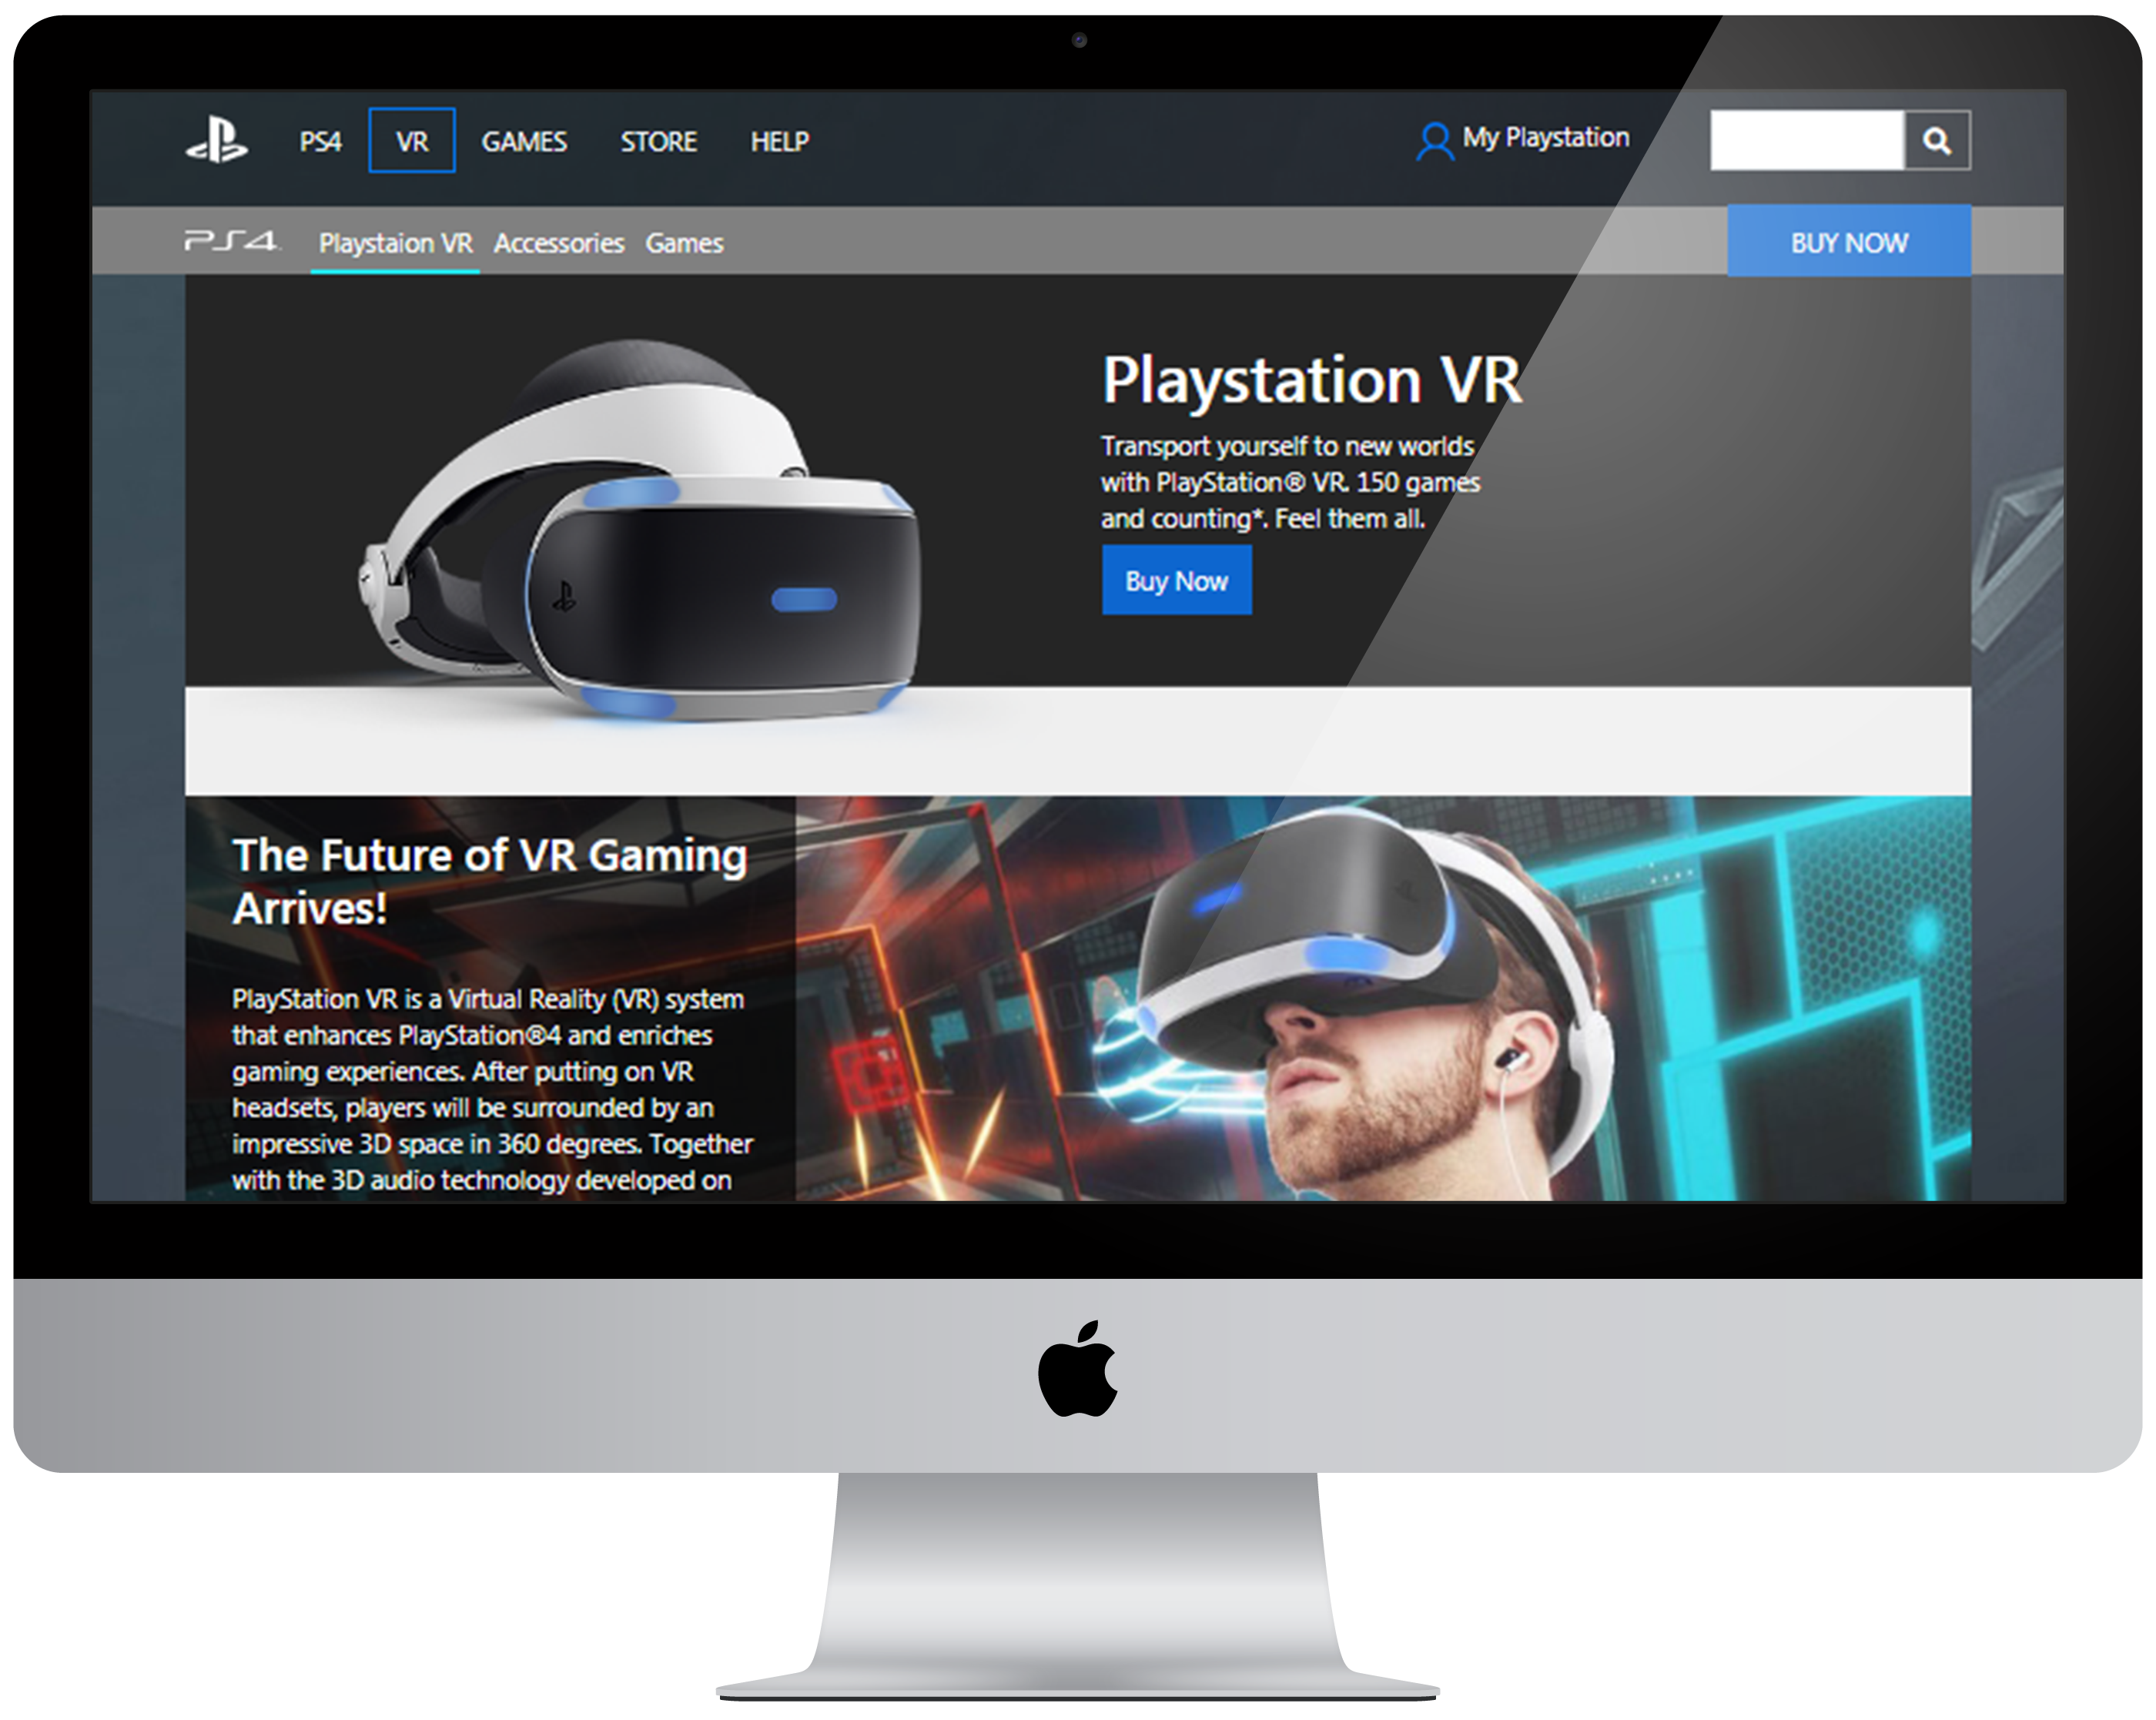 PS4 VR GAMES STORE HELP My Playstation
PS4 Playstaion VR Accessories Games BUY NOW
Playstation VR
Transport yourself to new worlds
with PlayStation® VR. 150 games
and counting*. Feel them all.
Buy Now
The Future of VR Gaming
Arrives!
PlayStation VR is a Virtual Reality (VR) system
that enhances PlayStation®4 and enriches
gaming experiences. After putting on VR
headsets, players will be surrounded by an
impressive 3D space in 360 degrees. Together
with the 3D audio technology developed on